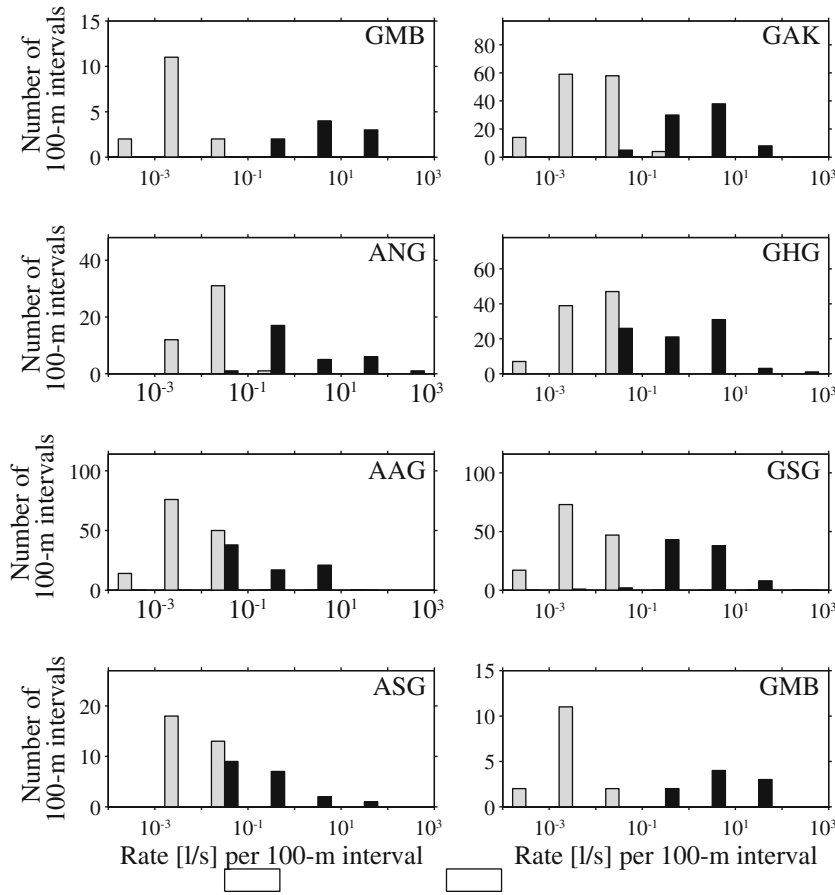 15 GMB
10
5
0
10⁻³ 10⁻¹ 10¹ 10³
Number of
100-m intervals
80 GAK
60
40
20
0
10⁻³ 10⁻¹ 10¹ 10³
40 ANG
20
0
10⁻³ 10⁻¹ 10¹ 10³
Number of
100-m intervals
60 GHG
40
20
0
10⁻³ 10⁻¹ 10¹ 10³
100 AAG
50
0
10⁻³ 10⁻¹ 10¹ 10³
Number of
100-m intervals
100 GSG
50
0
10⁻³ 10⁻¹ 10¹ 10³
20 ASG
10
0
10⁻³ 10⁻¹ 10¹ 10³
Number of
100-m intervals
Rate [l/s] per 100-m interval
15 GMB
10
5
0
10⁻³ 10⁻¹ 10¹ 10³
Rate [l/s] per 100-m interval